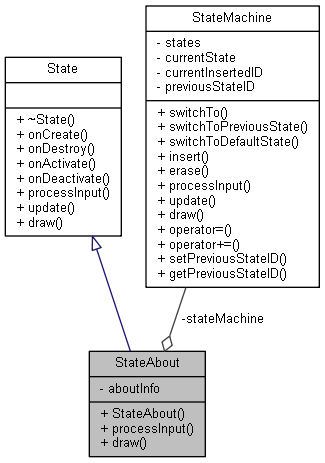 StateMachine
- states
- currentState
- currentInsertedID
- previousStateID
+ switchTo()
+ switchToPreviousState()
+ switchToDefaultState()
+ insert()
+ erase()
+ processInput()
+ update()
+ draw()
+ operator=()
+ operator+=()
+ setPreviousStateID()
+ getPreviousStateID()
State
+ ~State()
+ onCreate()
+ onDestroy()
+ onActivate()
+ onDeactivate()
+ processInput()
+ update()
+ draw()
-stateMachine
StateAbout
- aboutInfo
+ StateAbout()
+ processInput()
+ draw()